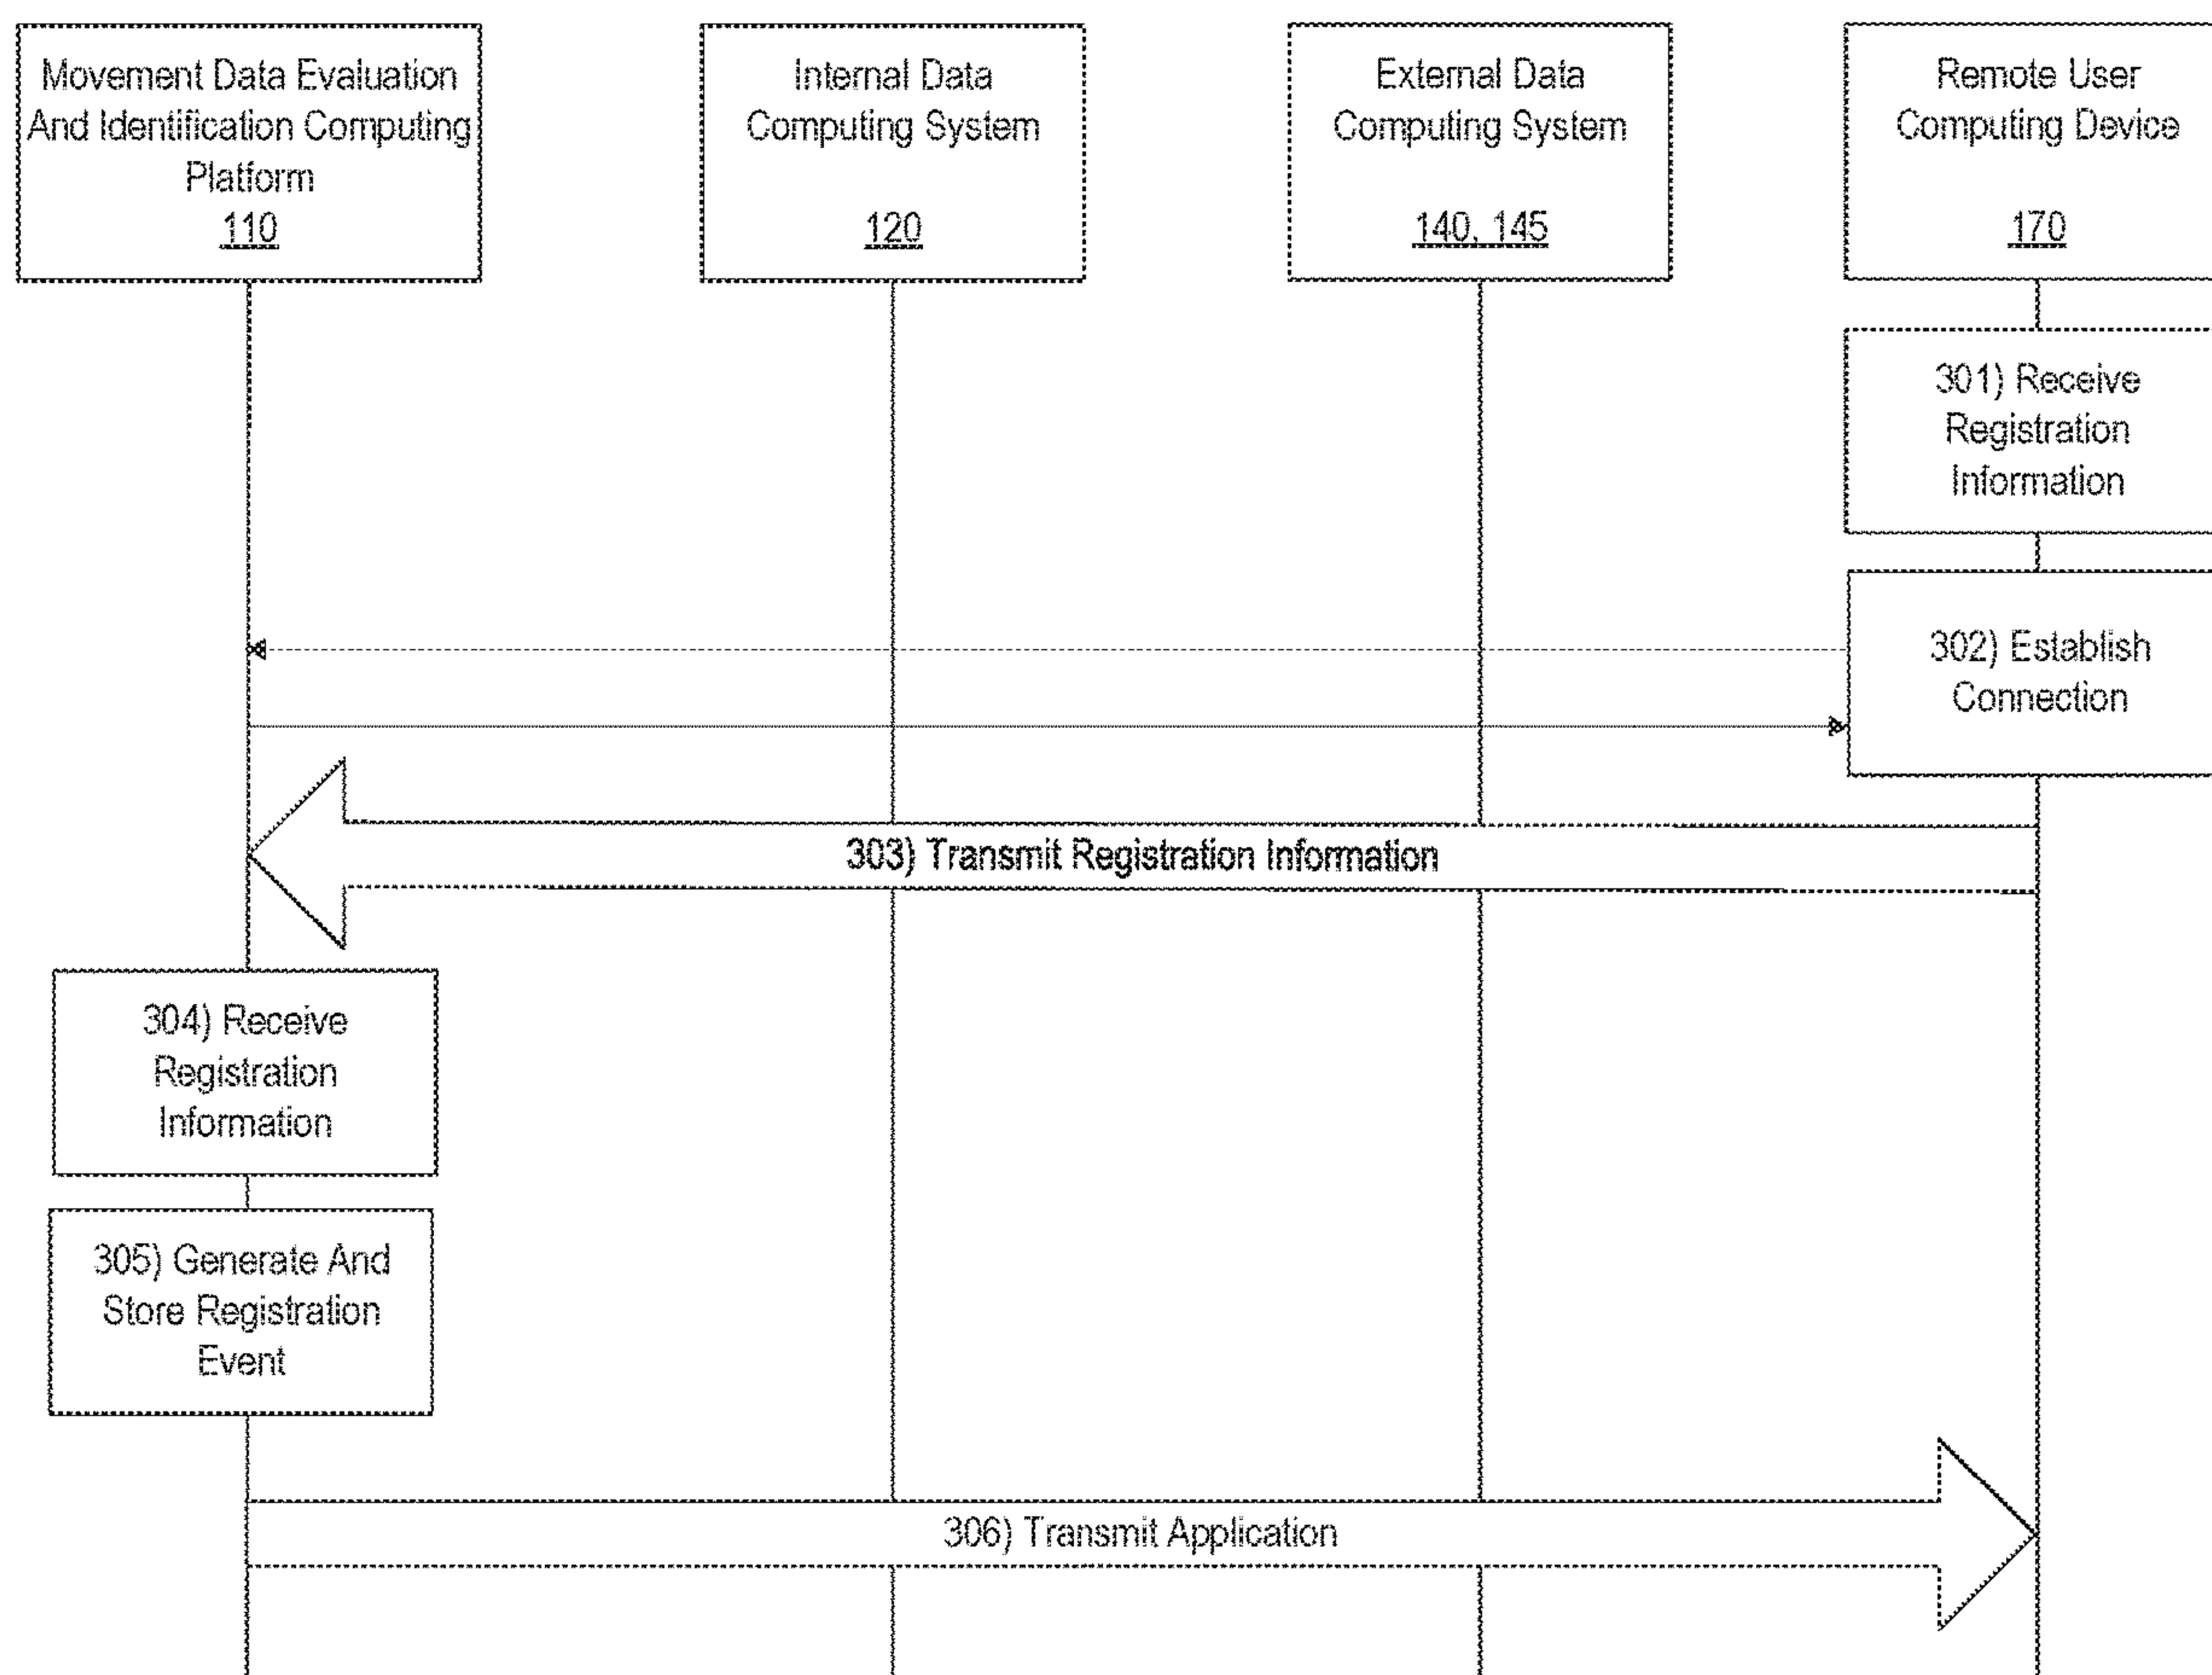 Movement Data Evaluation
And Identification Computing
Platform
110
Internal Data
Computing System
120
External Data
Computing System
140, 145
Remote User
Computing Device
170
301) Receive
Registration
Information
302) Establish
Connection
303) Transmit Registration Information
304) Receive
Registration
Information
305) Generate And
Store Registration
Event
306) Transmit Application